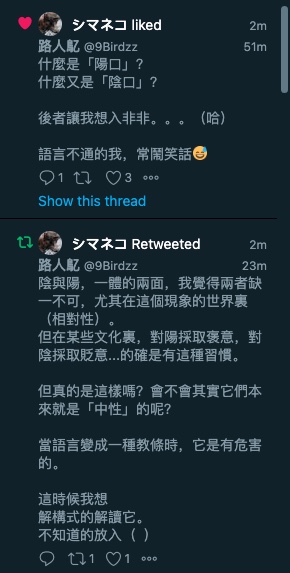 シマネコ liked 2m
路人髟 @9Birdzz 51m
什麼是「陽口」?
什麼又是「陰口」?
後者讓我想入非非。。。（哈）
語言不通的我，常鬧笑話😅
1 3
Show this thread
シマネコ Retweeted 2m
@9Birdzz 23m
陰與陽，一體的兩面，我覺得兩者缺
一不可，尤其在這個現象的世界裏
（相對性）。
但在某些文化裏，對陽採取褒意，對
陰採取貶意...的確是有這種習慣。
但真的是這樣嗎？會不會其實它們本
來就是「中性」的呢？
當語言變成一種教條時，它是有危害
的。
這時候我想
解構式的解讀它。
不知道的放入（ ）
1 1